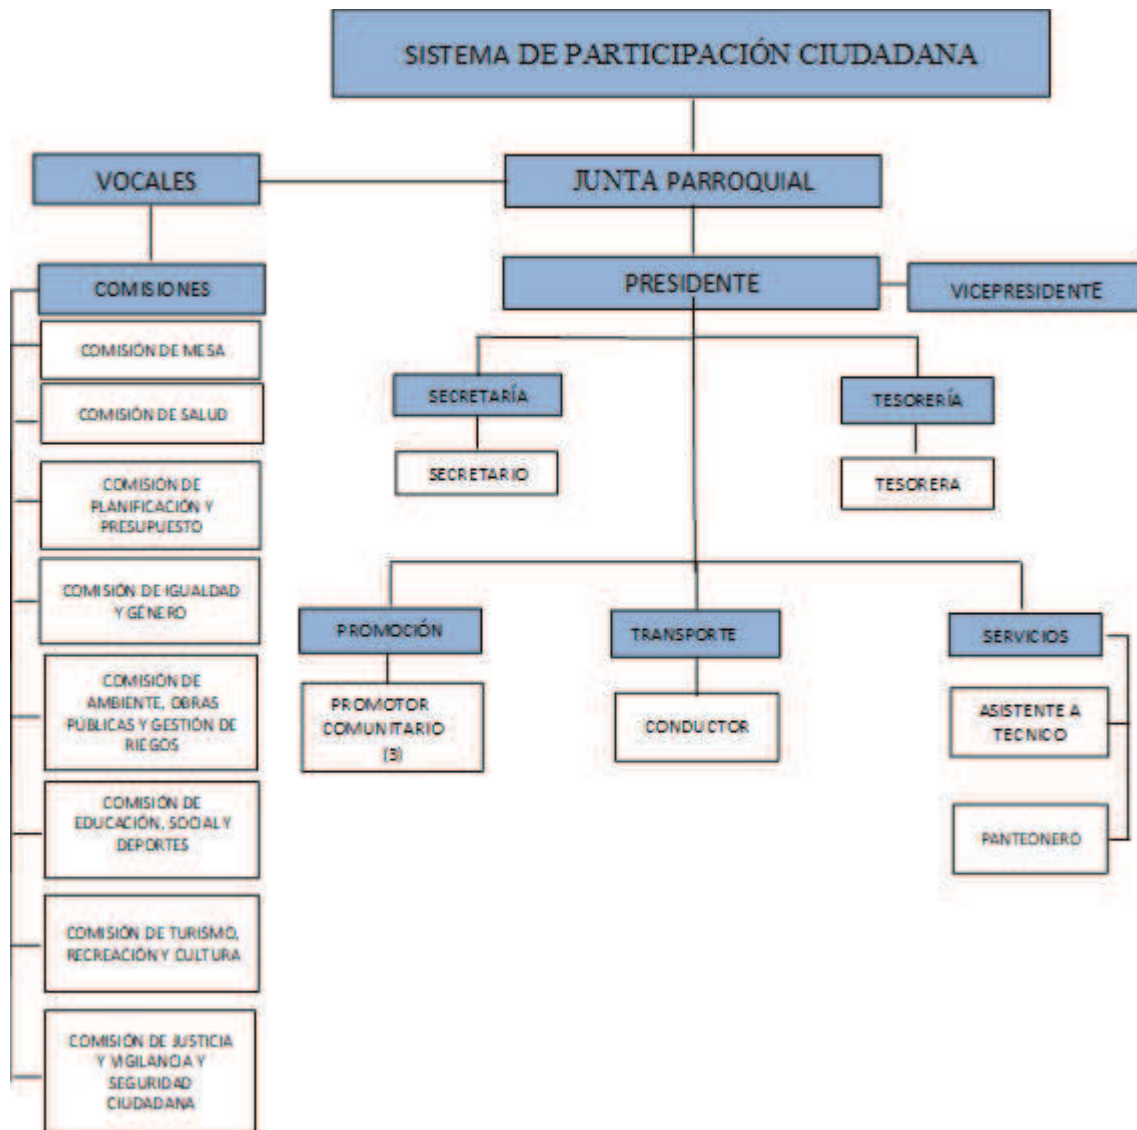 SISTEMA DE PARTICIPACIÓN CIUDADANA
VOCALES
JUNTA PARROQUIAL
COMISIONES
PRESIDENTE
VICEPRESIDENTE
COMISIÓN DE MESA
COMISIÓN DE SALUD
COMISIÓN DE
PLANIFICACIÓN Y
PRESUPUESTO
COMISIÓN DE IGUALDAD
Y GÉNERO
COMISIÓN DE
AMBIENTE, OBRAS
PÚBLICAS Y GESTIÓN DE
RIEGOS
COMISIÓN DE
EDUCACIÓN, SOCIAL Y
DEPORTES
COMISIÓN DE TURISMO,
RECREACIÓN Y CULTURA
COMISIÓN DE JUSTICIA
Y VIGILANCIA Y
SEGURIDAD
CIUDADANA
SECRETARÍA
SECRETARIO
TESORERÍA
TESORERA
PROMOCIÓN
PROMOTOR
COMUNITARIO
(3)
TRANSPORTE
CONDUCTOR
SERVICIOS
ASISTENTE A
TECNICO
PANTEONERO